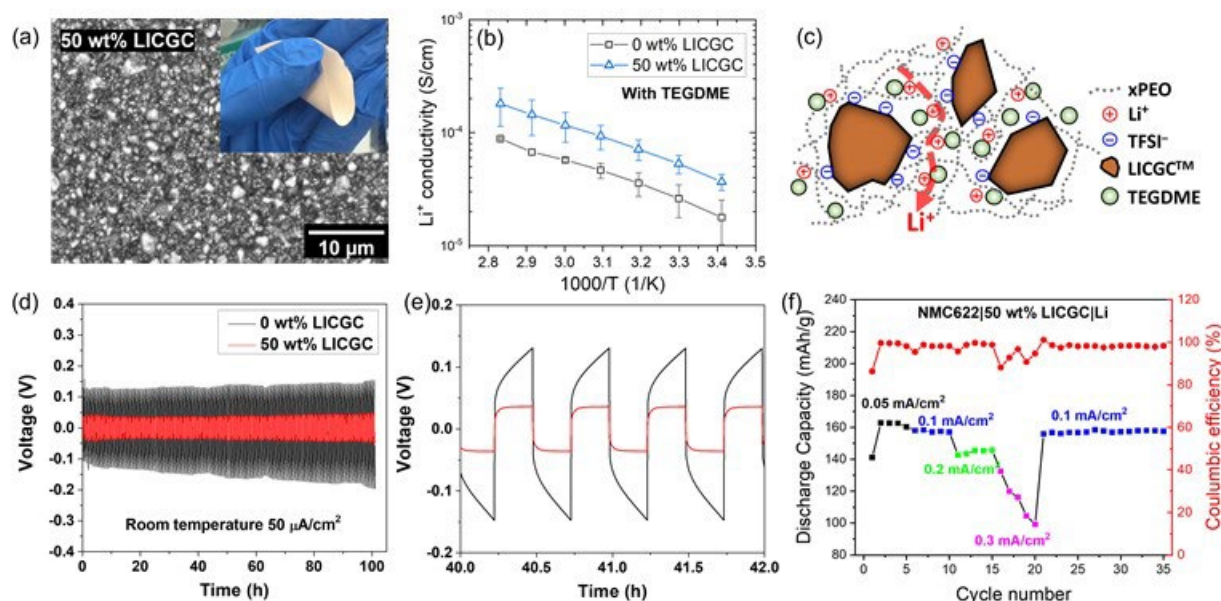 (a)
50 wt% LICGC
10 µm
(b)
Li⁺ conductivity (S/cm)
10⁻³
10⁻⁴
10⁻⁵
0 wt% LICGC
50 wt% LICGC
With TEGDME
2.8 2.9 3.0 3.1 3.2 3.3 3.4 3.5
1000/T (1/K)
(c)
Li⁺
xPEO
Li⁺
TFSI⁻
LICGC™
TEGDME
(d)
Voltage (V)
0.4
0.3
0.2
0.1
0.0
-0.1
-0.2
-0.3
-0.4
0 wt% LICGC
50 wt% LICGC
Room temperature 50 µA/cm²
0 20 40 60 80 100
Time (h)
(e)
Voltage (V)
0.2
0.1
0.0
-0.1
-0.2
40.0 40.5 41.0 41.5 42.0
Time (h)
(f)
NMC622|50 wt% LICGC|Li
Discharge Capacity (mAh/g)
240
220
200
180
160
140
120
100
80
0.05 mA/cm²
0.1 mA/cm²
0.2 mA/cm²
0.3 mA/cm²
0.1 mA/cm²
120
100
80
60
40
20
0
Coulumbic efficiency (%)
0 5 10 15 20 25 30 35
Cycle number